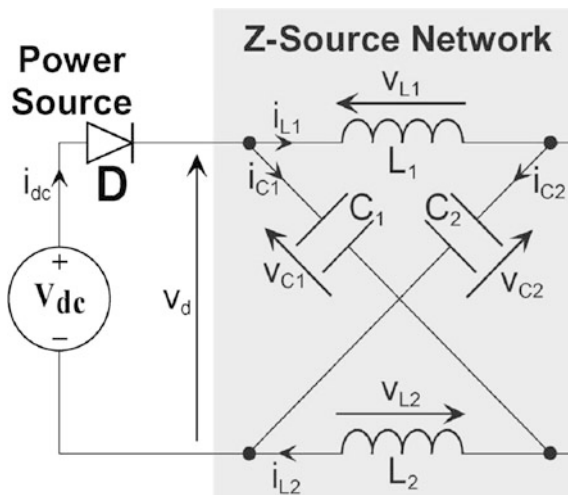 Z-Source Network
Power
Source
D
i_dc
+
V_dc
−
v_d
v_L1
i_L1
L_1
i_C1
i_C2
C_1
C_2
v_C1
v_C2
v_L2
i_L2
L_2